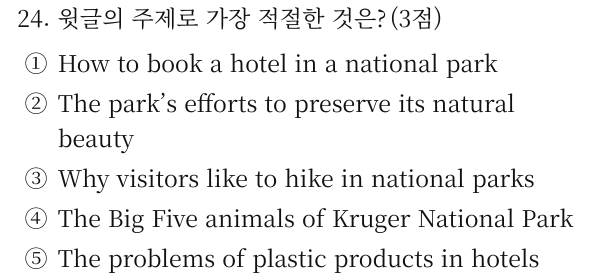 24. 윗글의 주제로 가장 적절한 것은? (3점)
① How to book a hotel in a national park
② The park’s efforts to preserve its natural
beauty
③ Why visitors like to hike in national parks
④ The Big Five animals of Kruger National Park
⑤ The problems of plastic products in hotels